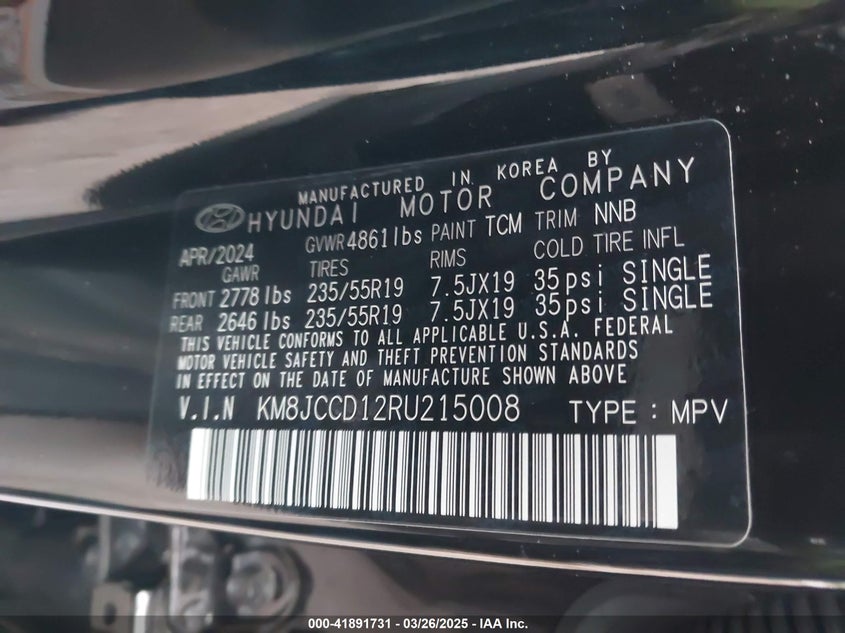 MANUFACTURED IN KOREA BY
HYUNDAI MOTOR COMPANY
APR/2024 GVWR 4861 lbs PAINT TCM TRIM NNB
GAWR TIRES RIMS COLD TIRE INFL
FRONT 2778 lbs 235/55R19 7.5JX19 35psi SINGLE
REAR 2646 lbs 235/55R19 7.5JX19 35psi SINGLE
THIS VEHICLE CONFORMS TO ALL APPLICABLE U.S.A. FEDERAL
MOTOR VEHICLE SAFETY AND THEFT PREVENTION STANDARDS
IN EFFECT ON THE DATE OF MANUFACTURE SHOWN ABOVE
V.I.N KM8JCCD12RU215008 TYPE : MPV
000-41891731 - 03/26/2025 - IAA Inc.